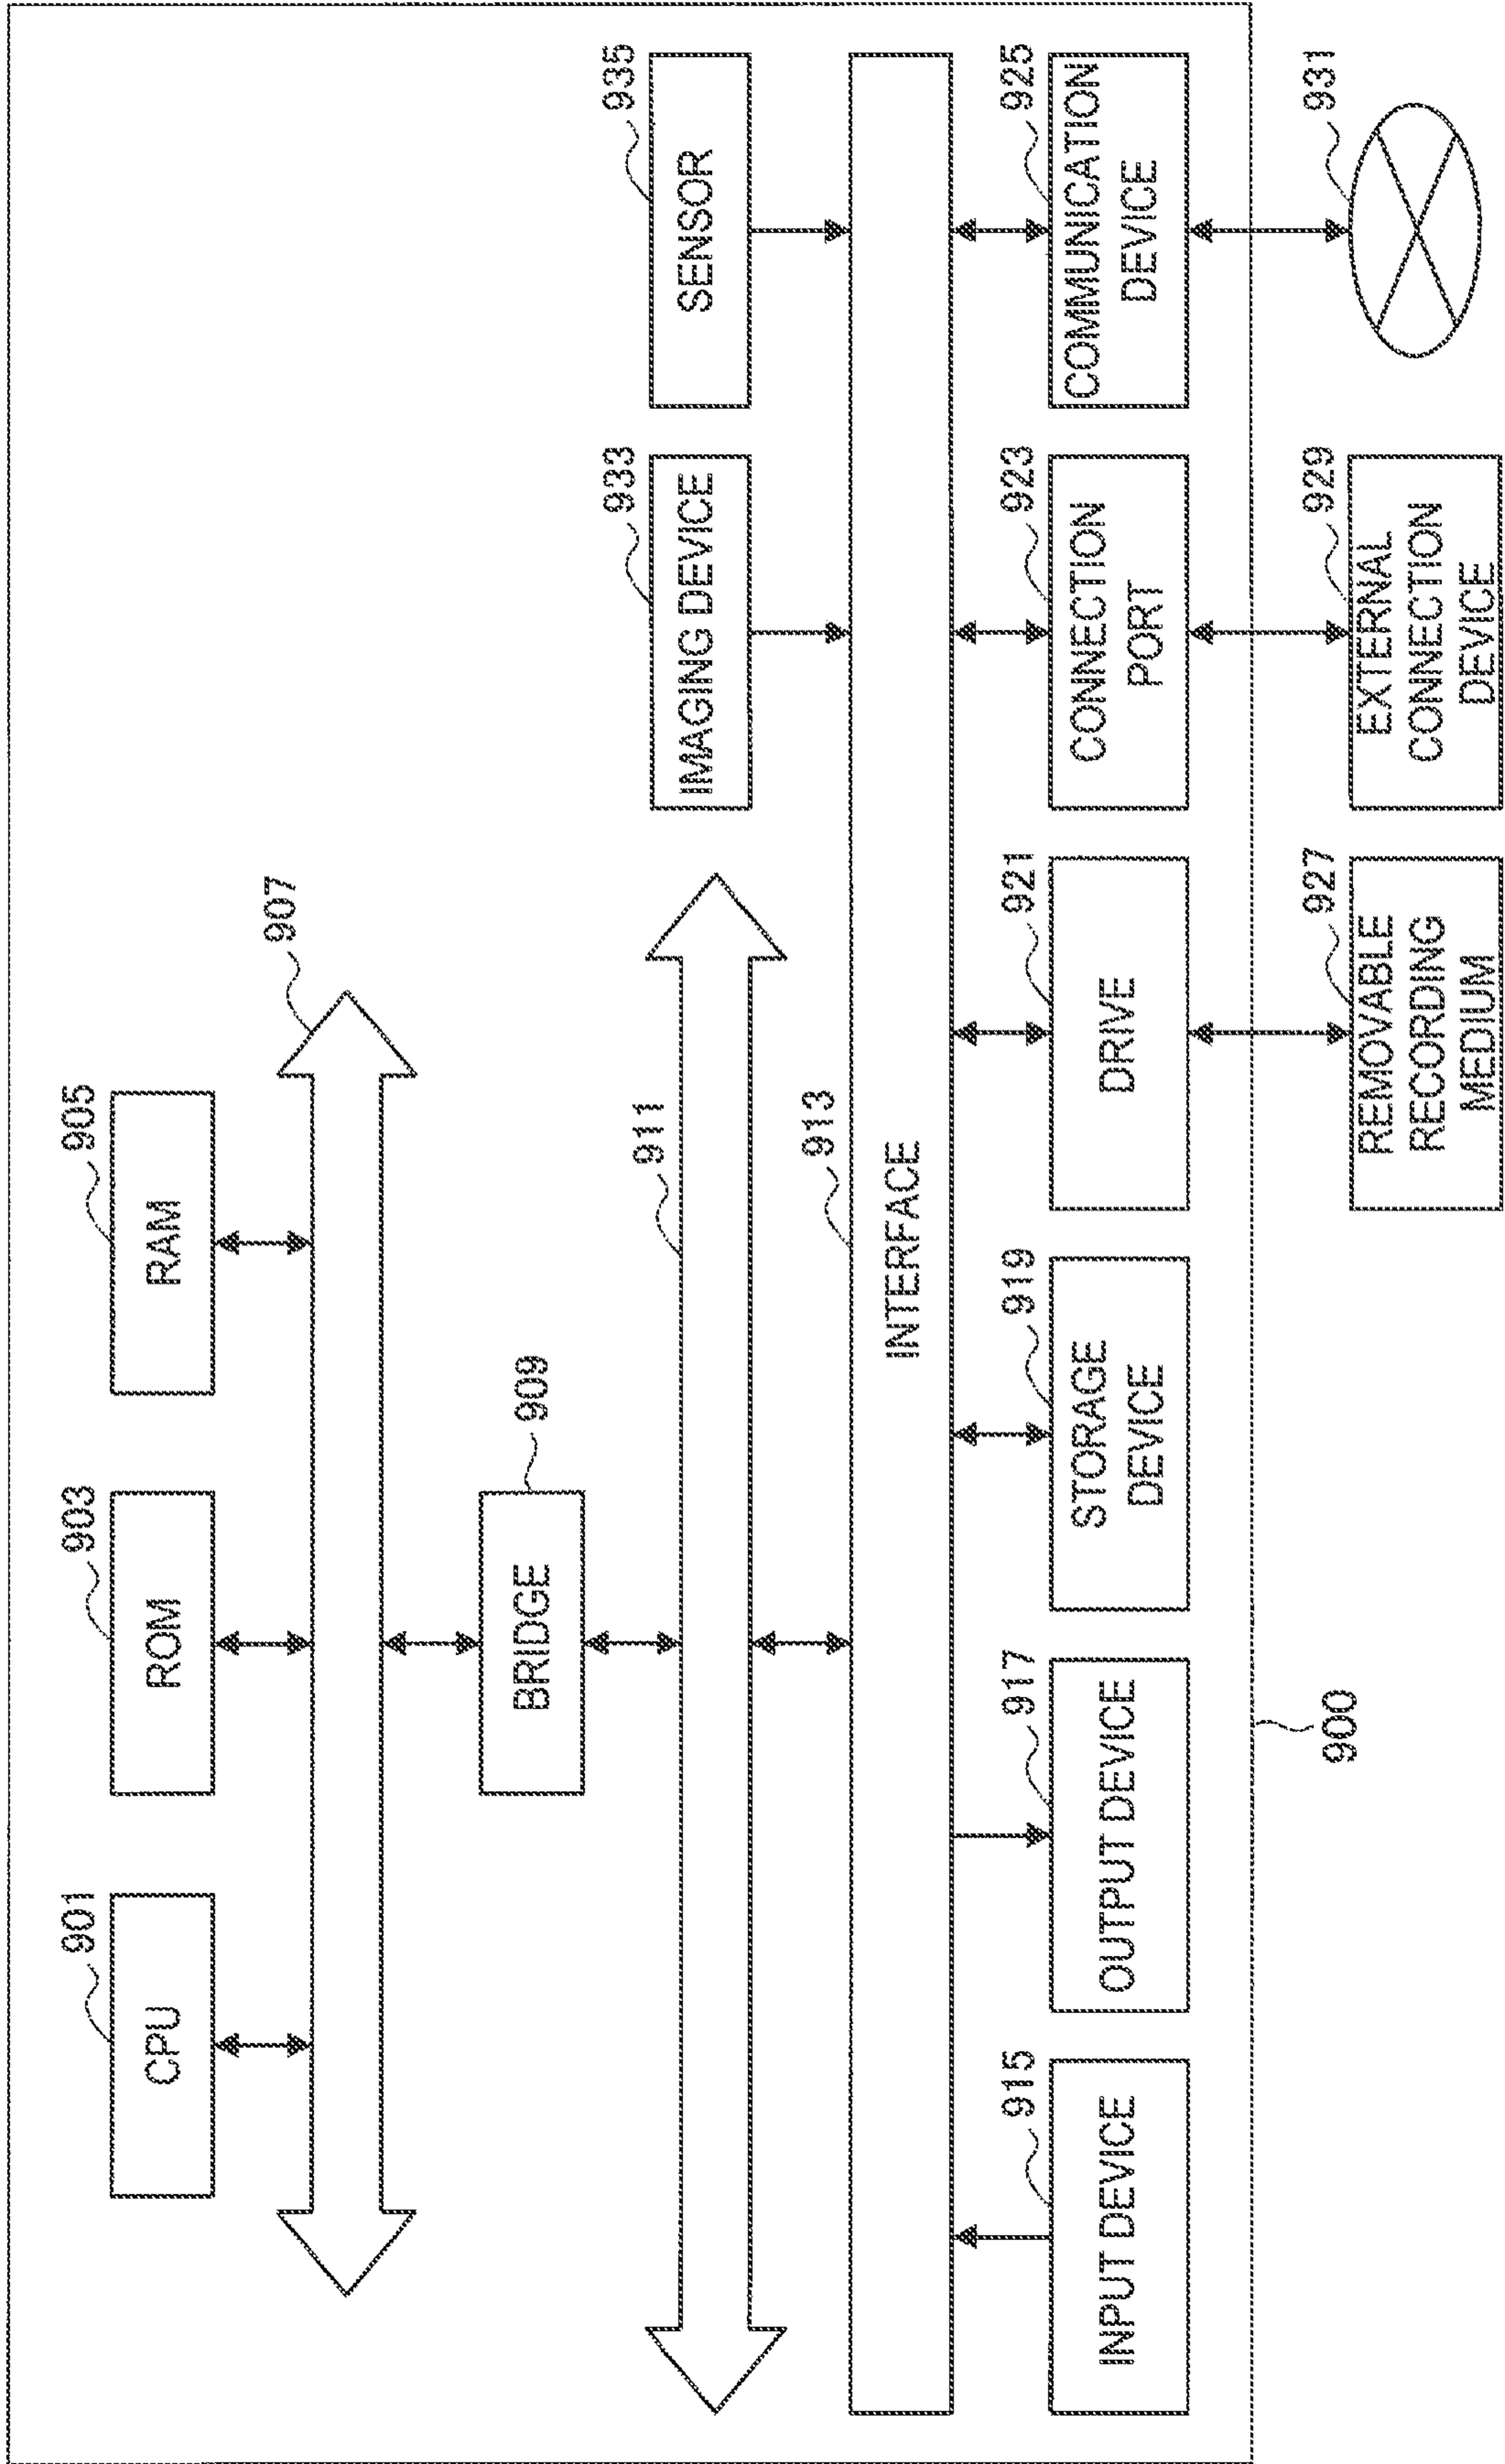 901
903
905
CPU
ROM
RAM
907
909
BRIDGE
911
933
935
IMAGING DEVICE
SENSOR
913
INTERFACE
915
917
919
921
923
925
INPUT DEVICE
OUTPUT DEVICE
STORAGE
DEVICE
DRIVE
CONNECTION
PORT
COMMUNICATION
DEVICE
900
927
929
931
REMOVABLE
RECORDING
MEDIUM
EXTERNAL
CONNECTION
DEVICE